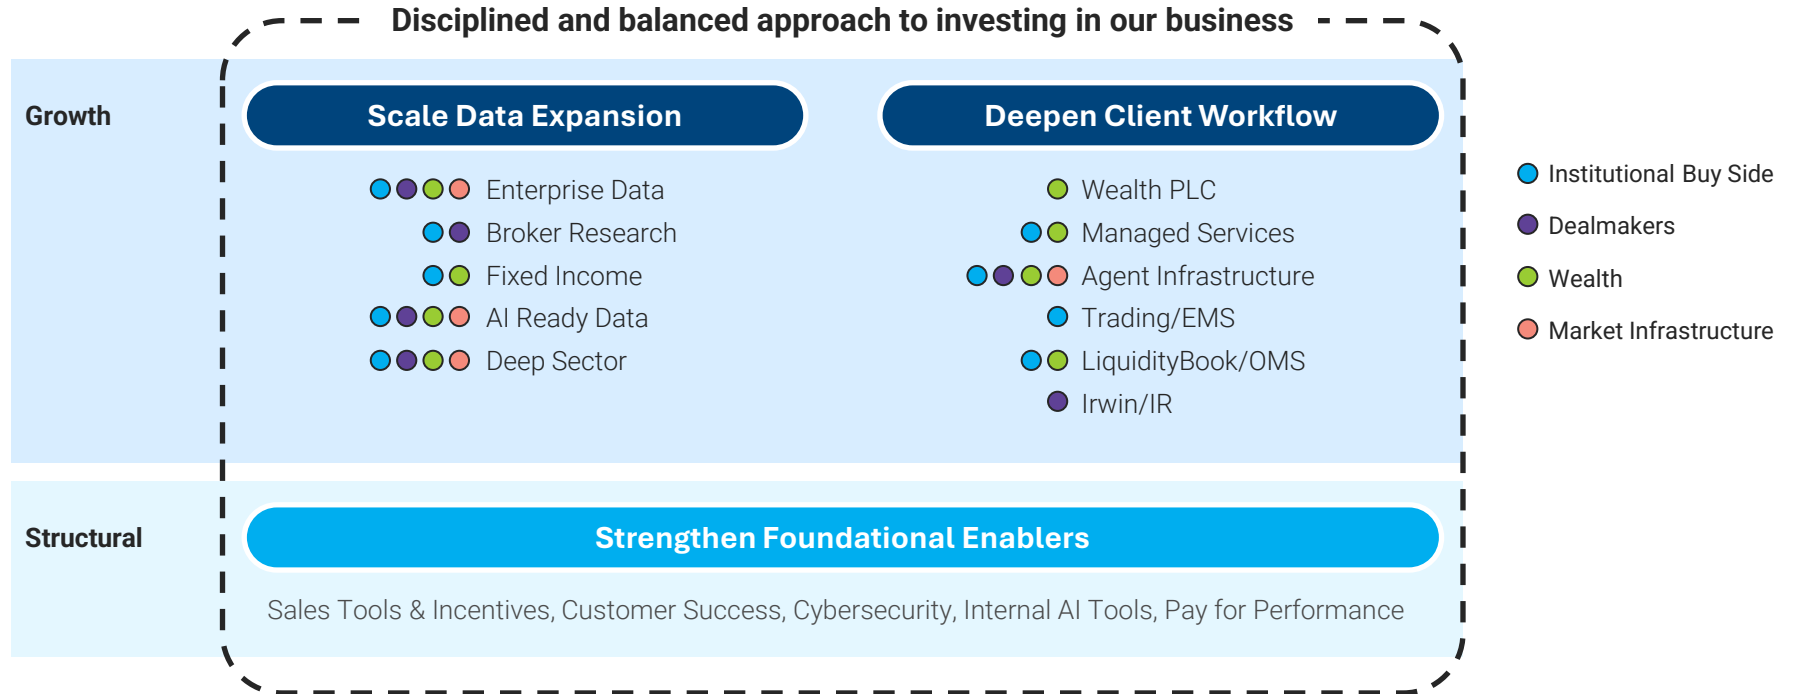 Disciplined and balanced approach to investing in our business
Growth
Scale Data Expansion
Enterprise Data
Broker Research
Fixed Income
AI Ready Data
Deep Sector
Deepen Client Workflow
Wealth PLC
Managed Services
Agent Infrastructure
Trading/EMS
LiquidityBook/OMS
Irwin/IR
Institutional Buy Side
Dealmakers
Wealth
Market Infrastructure
Structural
Strengthen Foundational Enablers
Sales Tools & Incentives, Customer Success, Cybersecurity, Internal AI Tools, Pay for Performance